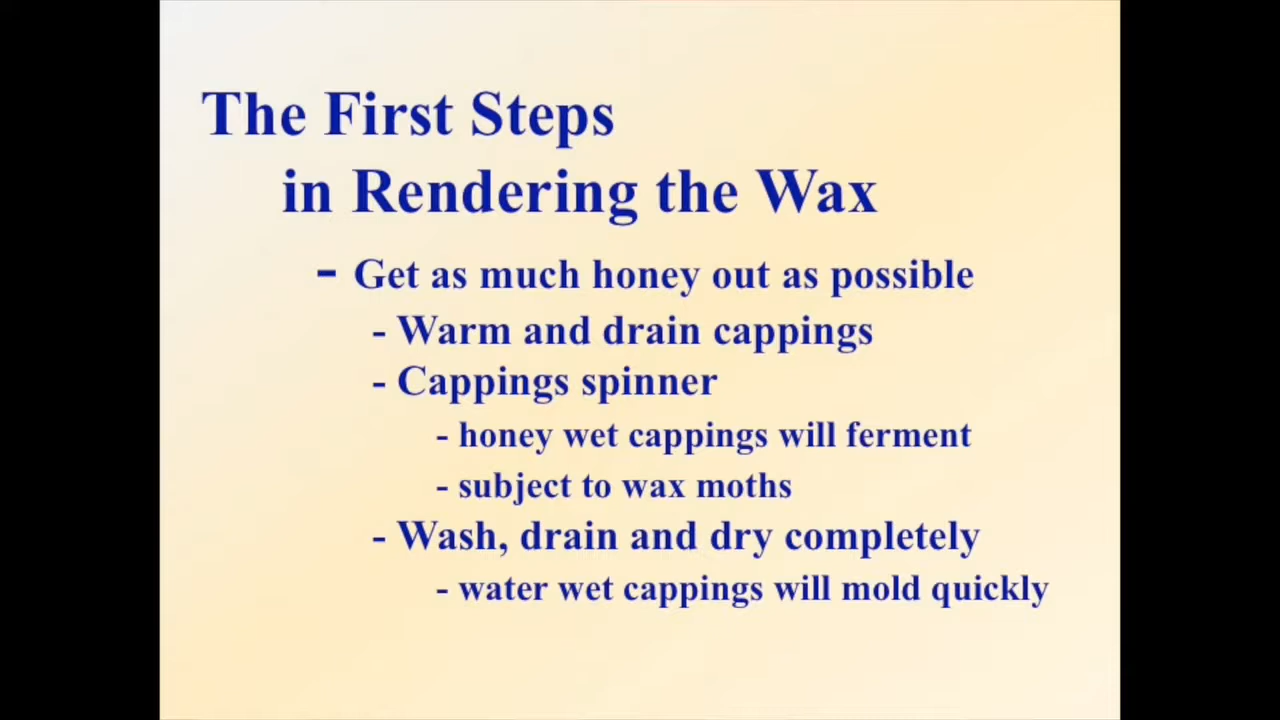 The First Steps
in Rendering the Wax
- Get as much honey out as possible
- Warm and drain cappings
- Cappings spinner
- honey wet cappings will ferment
- subject to wax moths
- Wash, drain and dry completely
- water wet cappings will mold quickly